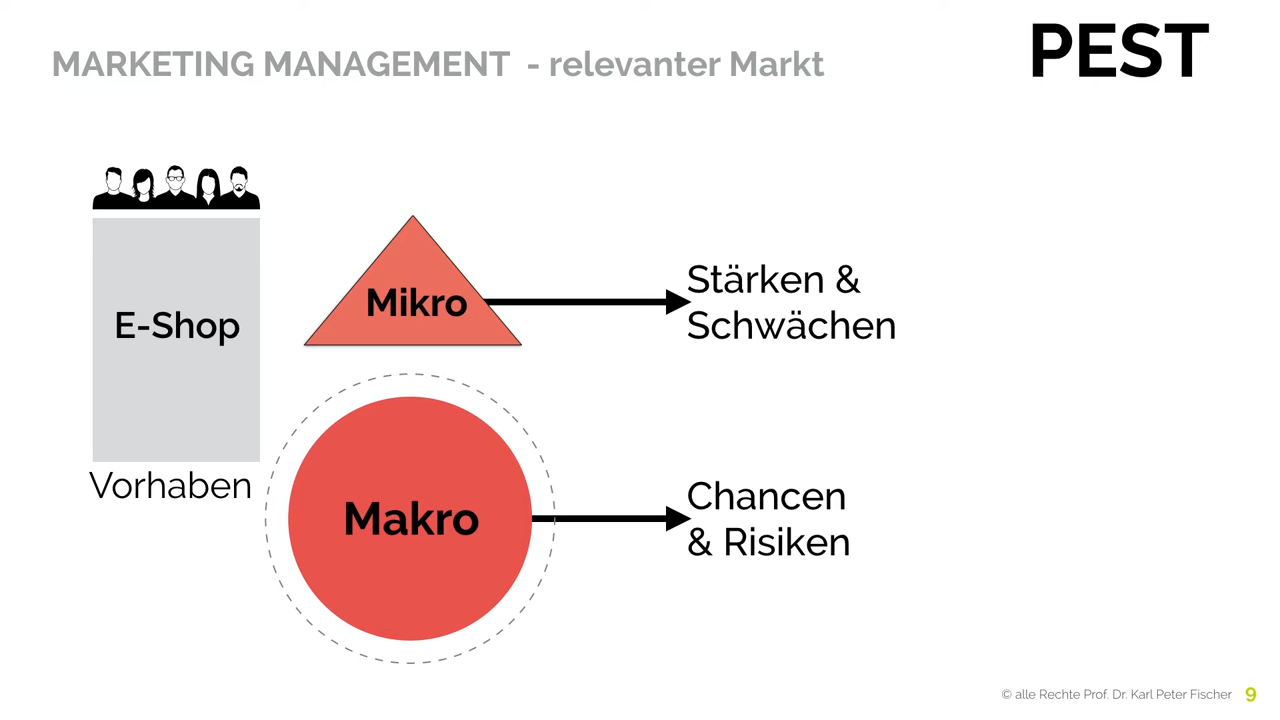 MARKETING MANAGEMENT - relevanter Markt
PEST
E-Shop
Vorhaben
Mikro
Stärken &
Schwächen
Makro
Chancen
& Risiken
© alle Rechte Prof. Dr. Karl Peter Fischer 9